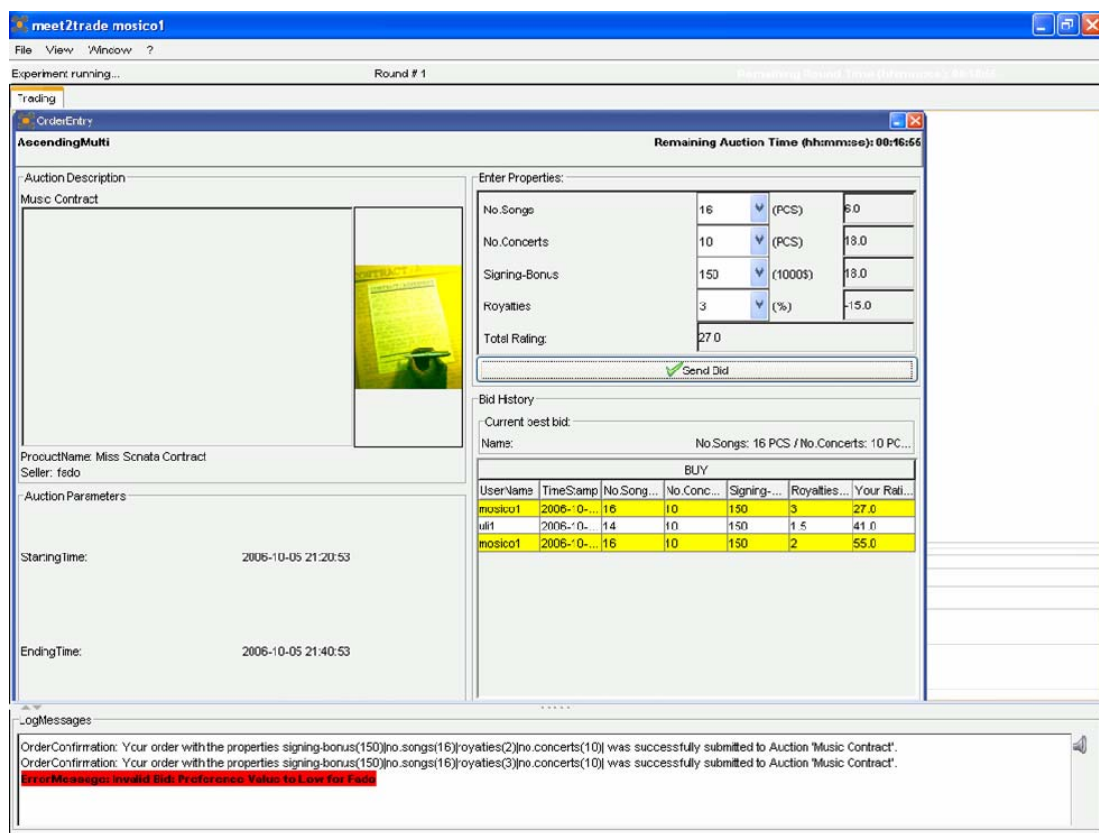 meet2trade mosico1
File View Window ?
Experiment running... Round # 1
Trading
OrderEntry
AscendingMulti Remaining Auction Time (hh:mm:ss): 00:16:56
Auction Description
Music Contract
CONTRACT
ProductName: Miss Sonata Contract
Seller: fado
Auction Parameters
StartingTime: 2006-10-05 21:20:53
EndingTime: 2006-10-05 21:40:53
Enter Properties:
No.Songs 16 (PCS) 6.0
No.Concerts 10 (PCS) 18.0
Signing-Bonus 150 (1000$) 18.0
Royalties 3 (%) -15.0
Total Rating: 27.0
Send Bid
Bid History
Current best bid:
Name: No.Songs: 16 PCS / No.Concerts: 10 PC...
BUY
UserName TimeStamp No.Song... No.Conc... Signing-... Royalties... Your Rati...
mosico1 2006-10-... 16 10 150 3 27.0
uli1 2006-10-... 14 10 150 1.5 41.0
mosico1 2006-10-... 16 10 150 2 55.0
LogMessages
OrderConfirmation: Your order with the properties signing-bonus(150)|no.songs(16)|royaties(2)|no.concerts(10)| was successfully submitted to Auction 'Music Contract'.
OrderConfirmation: Your order with the properties signing-bonus(150)|no.songs(16)|royaties(3)|no.concerts(10)| was successfully submitted to Auction 'Music Contract'.
ErrorMessage: Invalid Bid: Preference Value to Low for Fado